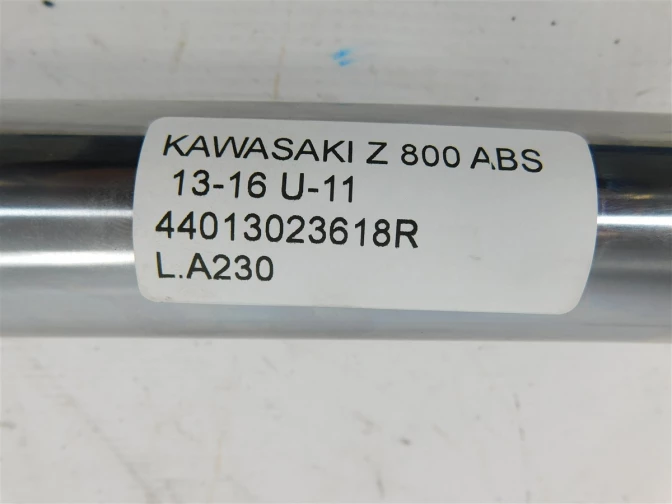 KAWASAKI Z 800 ABS
13-16 U-11
44013023618R
L.A230